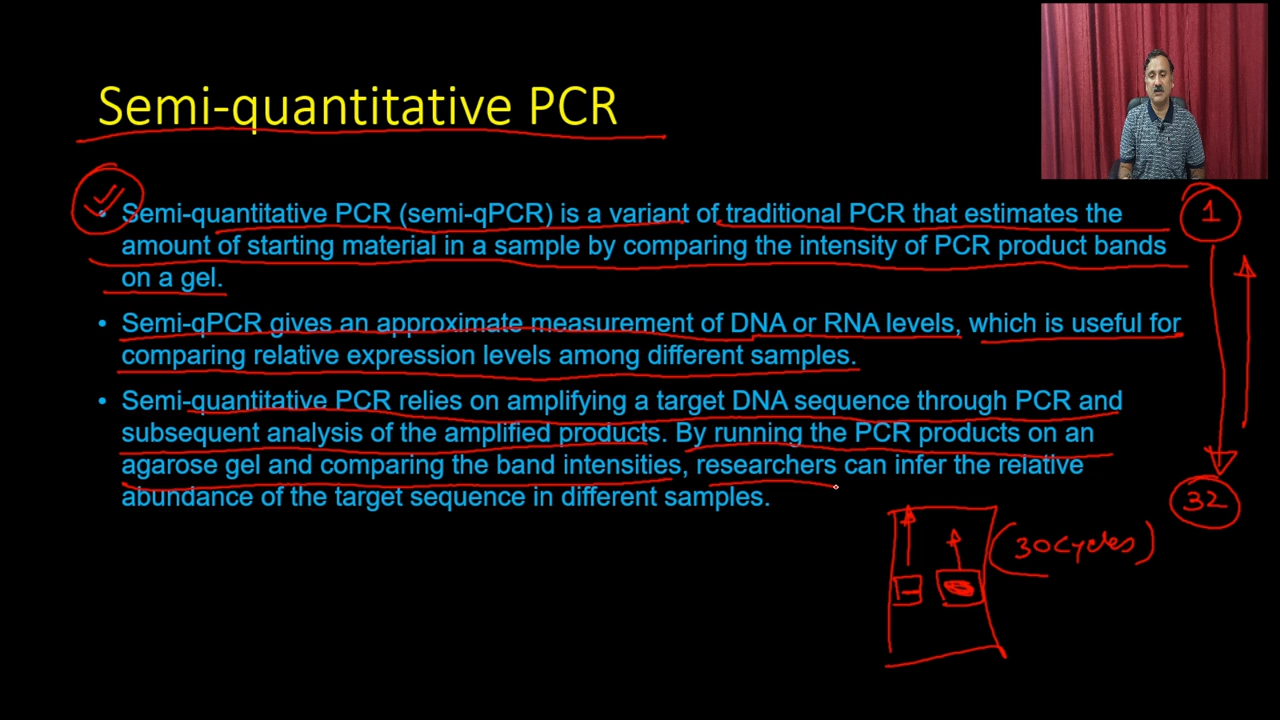 Semi-quantitative PCR
• Semi-quantitative PCR (semi-qPCR) is a variant of traditional PCR that estimates the
amount of starting material in a sample by comparing the intensity of PCR product bands
on a gel.
• Semi-qPCR gives an approximate measurement of DNA or RNA levels, which is useful for
comparing relative expression levels among different samples.
• Semi-quantitative PCR relies on amplifying a target DNA sequence through PCR and
subsequent analysis of the amplified products. By running the PCR products on an
agarose gel and comparing the band intensities, researchers can infer the relative
abundance of the target sequence in different samples.
1
32
(30 cycles)